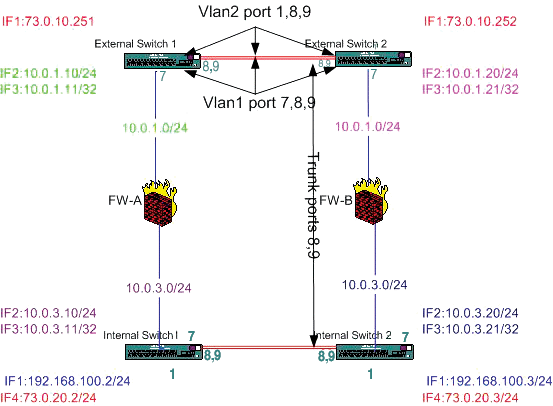 IF1:73.0.10.251
Vlan2 port 1,8,9
IF1:73.0.10.252
External Switch 1
External Switch 2
8,9
8,9
IF2:10.0.1.10/24
IF3:10.0.1.11/32
7
7
IF2:10.0.1.20/24
IF3:10.0.1.21/32
Vlan1 port 7,8,9
10.0.1.0/24
10.0.1.0/24
Trunk ports 8,9
FW-A
FW-B
10.0.3.0/24
10.0.3.0/24
IF2:10.0.3.10/24
IF3:10.0.3.11/32
IF2:10.0.3.20/24
IF3:10.0.3.21/32
Internal Switch1
7
Internal Switch 2
7
8,9
8,9
1
1
IF1:192.168.100.2/24
IF4:73.0.20.2/24
IF1:192.168.100.3/24
IF4:73.0.20.3/24